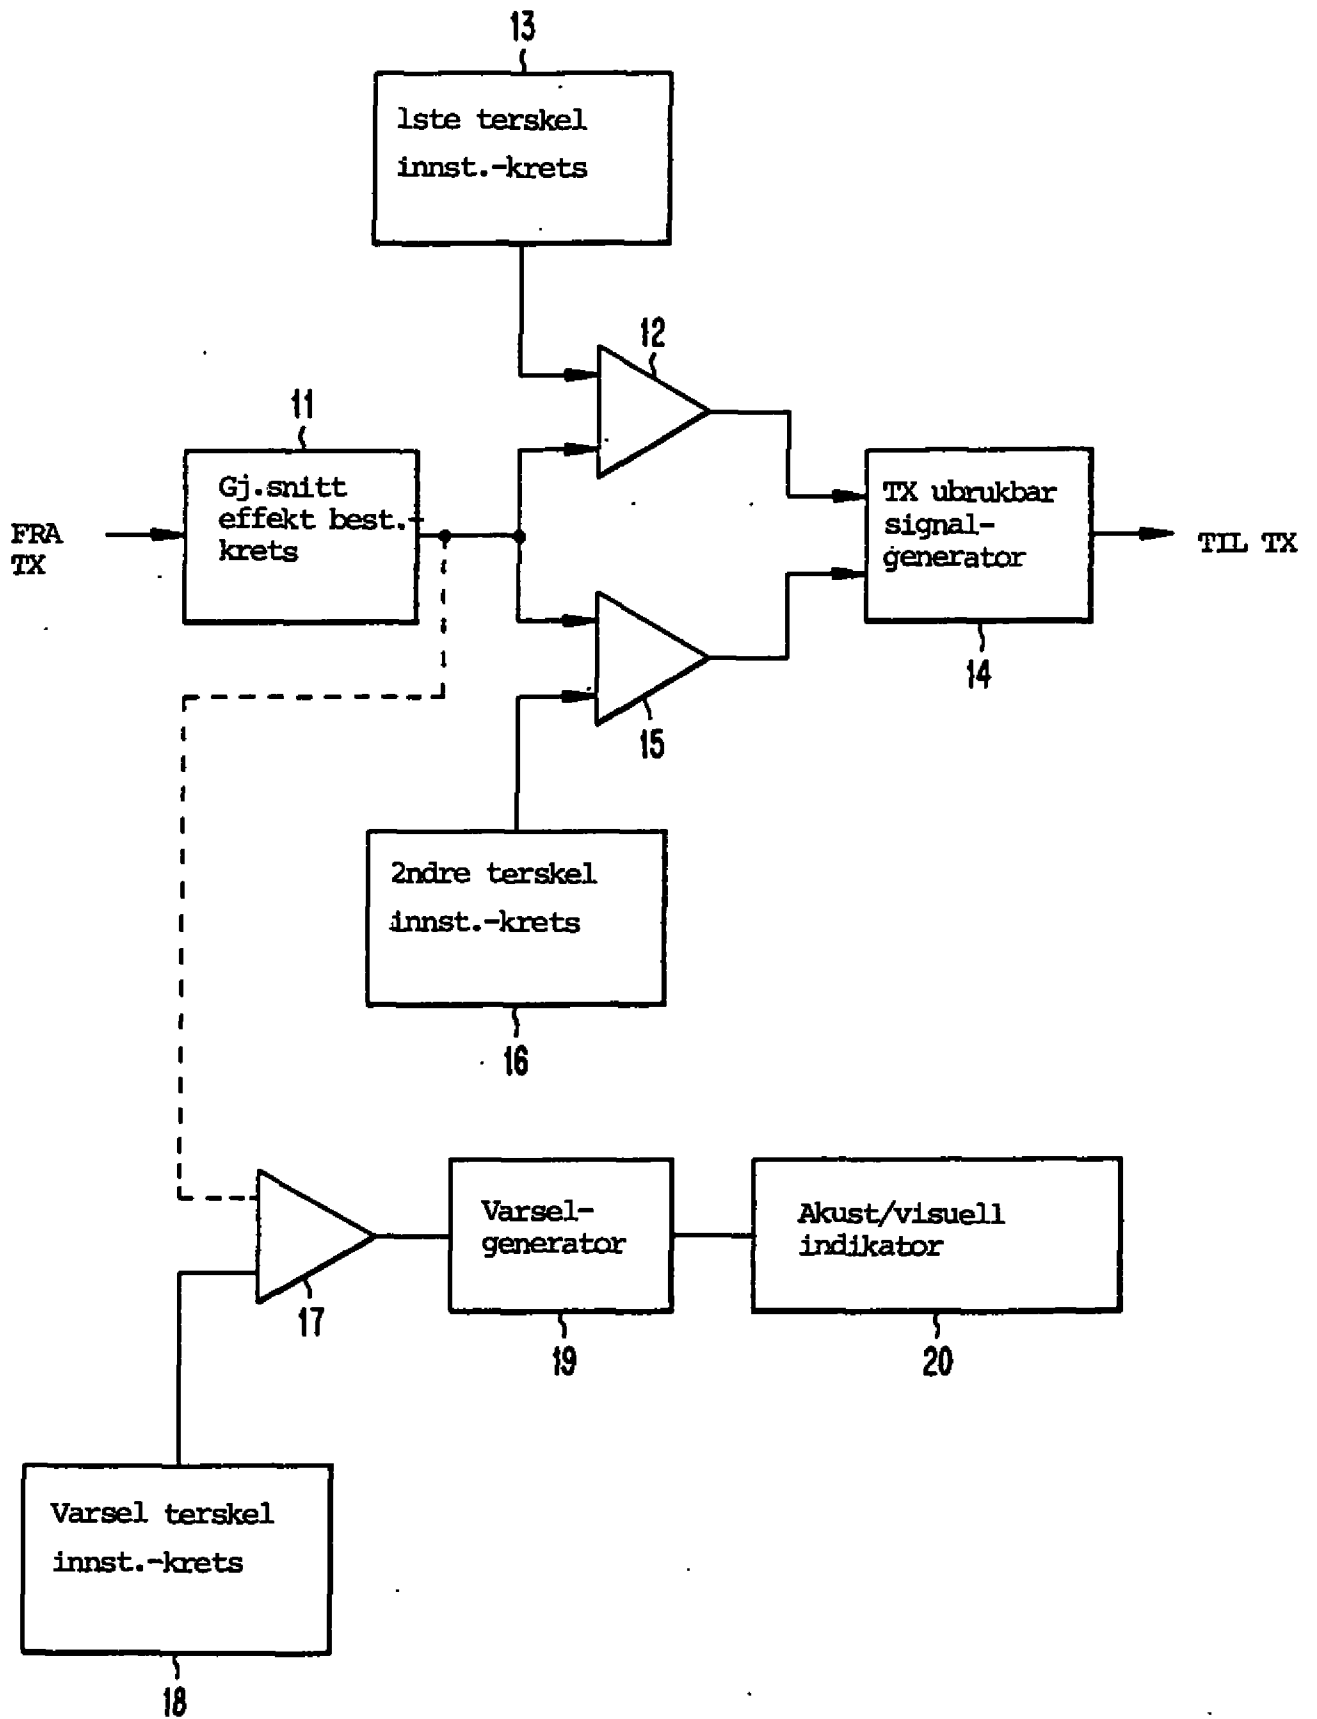 13
1ste terskel
innst.-krets
12
11
Gj.snitt
effekt best.-
krets
FRA
TX
TX ubrukbar
signal-
generator
TIL TX
14
15
2ndre terskel
innst.-krets
16
Varsel-
generator
Akust/visuell
indikator
17
19
20
Varsel terskel
innst.-krets
18